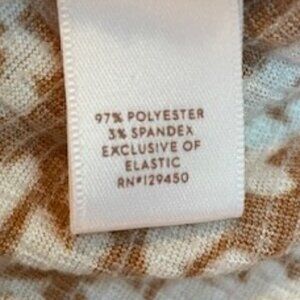 97% POLYESTER
3% SPANDEX
EXCLUSIVE OF
ELASTIC
RN#129450